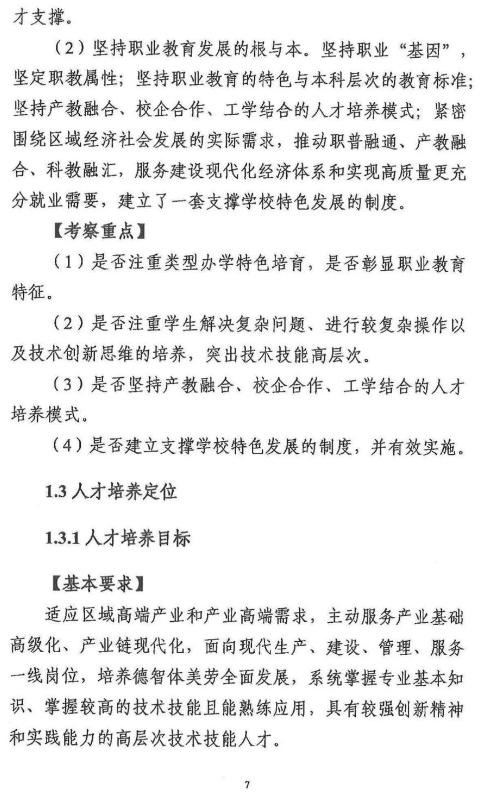 才支撑。
（2）坚持职业教育发展的根与本。坚持职业“基因”，
坚定职教属性；坚持职业教育的特色与本科层次的教育标准；
坚持产教融合、校企合作、工学结合的人才培养模式；紧密
围绕区域经济社会发展的实际需求，推动职普融通、产教融
合、科教融汇，服务建设现代化经济体系和实现高质量更充
分就业需要，建立了一套支撑学校特色发展的制度。
【考察重点】
（1）是否注重类型办学特色培育，是否彰显职业教育
特征。
（2）是否注重学生解决复杂问题、进行较复杂操作以
及技术创新思维的培养，突出技术技能高层次。
（3）是否坚持产教融合、校企合作、工学结合的人才
培养模式。
（4）是否建立支撑学校特色发展的制度，并有效实施。
1.3 人才培养定位
1.3.1 人才培养目标
【基本要求】
适应区域高端产业和产业高端需求，主动服务产业基础
高级化、产业链现代化，面向现代生产、建设、管理、服务
一线岗位，培养德智体美劳全面发展，系统掌握专业基本知
识、掌握较高的技术技能且能熟练应用，具有较强创新精神
和实践能力的高层次技术技能人才。
7